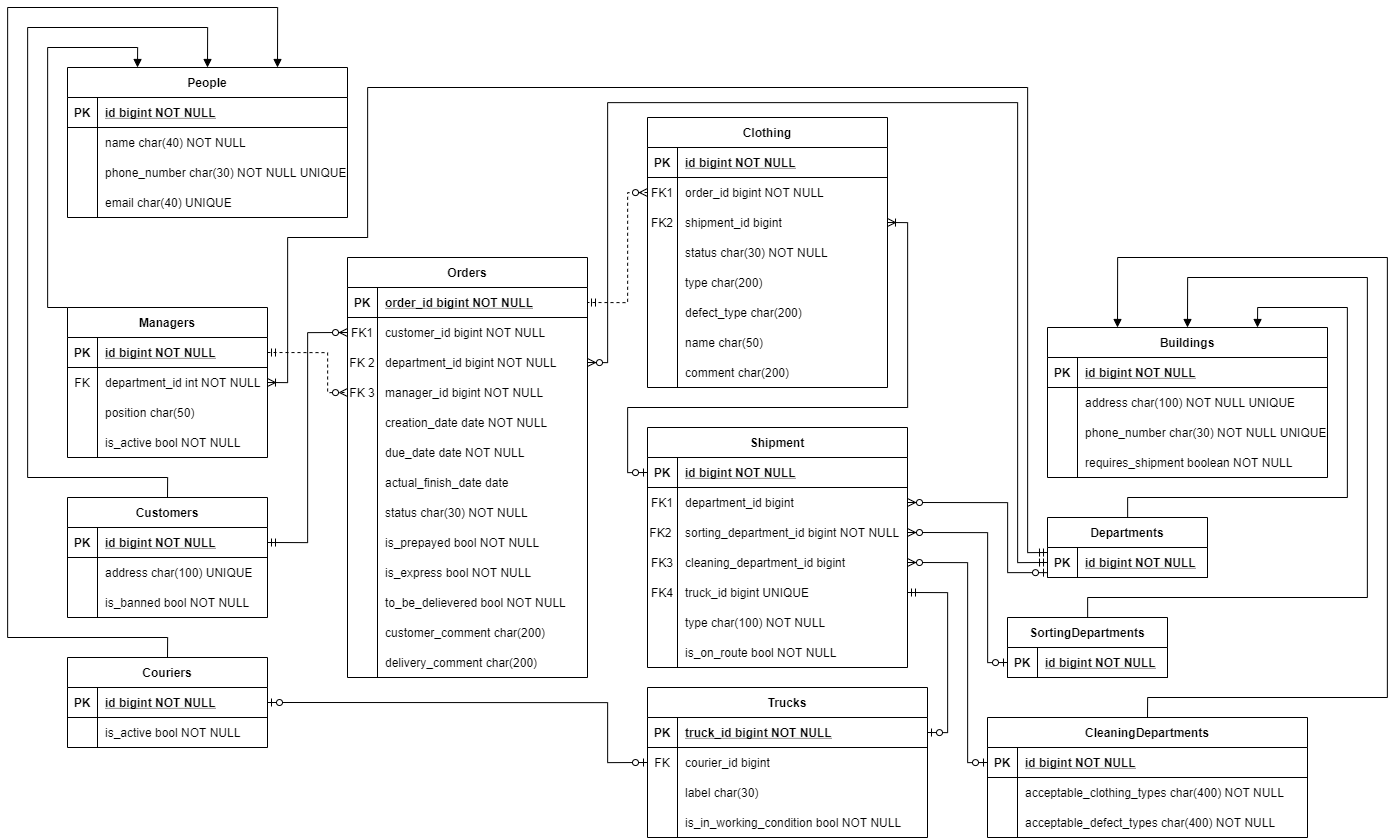 People
PK id bigint NOT NULL
name char(40) NOT NULL
phone_number char(30) NOT NULL UNIQUE
email char(40) UNIQUE
Managers
PK id bigint NOT NULL
FK department_id int NOT NULL
position char(50)
is_active bool NOT NULL
Customers
PK id bigint NOT NULL
address char(100) UNIQUE
is_banned bool NOT NULL
Couriers
PK id bigint NOT NULL
is_active bool NOT NULL
Orders
PK order_id bigint NOT NULL
FK1 customer_id bigint NOT NULL
FK 2 department_id bigint NOT NULL
FK 3 manager_id bigint NOT NULL
creation_date date NOT NULL
due_date date NOT NULL
actual_finish_date date
status char(30) NOT NULL
is_prepayed bool NOT NULL
is_express bool NOT NULL
to_be_delievered bool NOT NULL
customer_comment char(200)
delivery_comment char(200)
Clothing
PK id bigint NOT NULL
FK1 order_id bigint NOT NULL
FK2 shipment_id bigint
status char(30) NOT NULL
type char(200)
defect_type char(200)
name char(50)
comment char(200)
Shipment
PK id bigint NOT NULL
FK1 department_id bigint
FK2 sorting_department_id bigint NOT NULL
FK3 cleaning_department_id bigint
FK4 truck_id bigint UNIQUE
type char(100) NOT NULL
is_on_route bool NOT NULL
Trucks
PK truck_id bigint NOT NULL
FK courier_id bigint
label char(30)
is_in_working_condition bool NOT NULL
Buildings
PK id bigint NOT NULL
address char(100) NOT NULL UNIQUE
phone_number char(30) NOT NULL UNIQUE
requires_shipment boolean NOT NULL
Departments
PK id bigint NOT NULL
SortingDepartments
PK id bigint NOT NULL
CleaningDepartments
PK id bigint NOT NULL
acceptable_clothing_types char(400) NOT NULL
acceptable_defect_types char(400) NOT NULL